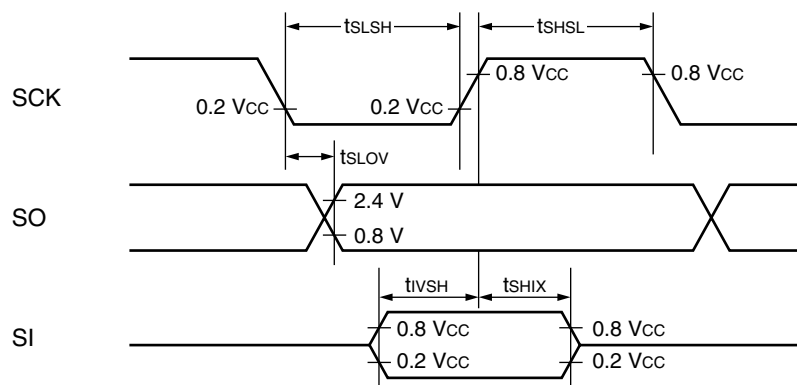 tSLSH
tSHSL
SCK
0.8 VCC
0.8 VCC
0.2 VCC
0.2 VCC
tSLOV
SO
2.4 V
0.8 V
tIVSH
tSHIX
SI
0.8 VCC
0.8 VCC
0.2 VCC
0.2 VCC